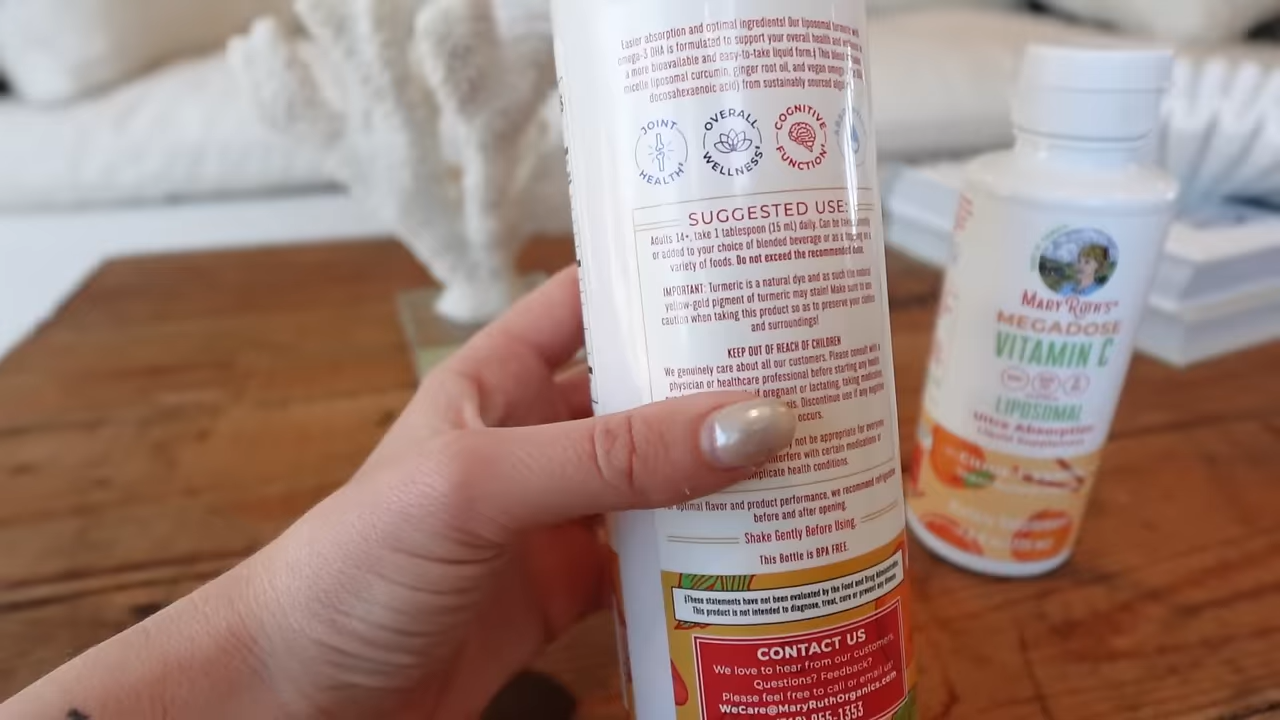 Easier absorption and optimal ingredients! Our liposomal turmeric with
omega-3 DHA is formulated to support your overall health and
a more bioavailable and easy-to-take liquid form.‡ This
micelle liposomal curcumin, ginger root oil, and vegan
docosahexaenoic acid) from sustainably sourced
JOINT HEALTH‡
OVERALL WELLNESS‡
COGNITIVE FUNCTION‡
SUGGESTED USE:
Adults 14+, take 1 tablespoon (15 ml) daily. Can be
or added to your choice of blended beverage or as a
variety of foods. Do not exceed the recommended
IMPORTANT: Turmeric is a natural dye and as such the natural
yellow-gold pigment of turmeric may stain! Make sure to use
caution when taking this product so as to preserve your clothes
and surroundings!
KEEP OUT OF REACH OF CHILDREN
We genuinely care about all our customers. Please consult with a
physician or healthcare professional before starting any health
if pregnant or lactating, taking
Discontinue use if any negative
occurs.
not be appropriate for everyone
interfere with certain medications or
complicate health conditions.
optimal flavor and product performance, we recommend
before and after opening.
Shake Gently Before Using.
This Bottle is BPA FREE.
‡These statements have not been evaluated by the Food and Drug Administration.
This product is not intended to diagnose, treat, cure or prevent any disease.
CONTACT US
We love to hear from our customers.
Questions? Feedback?
Please feel free to call or email us!
WeCare@MaryRuthOrganics.com
955-1353
MARY RUTH'S
MEGADOSE
VITAMIN C
LIPOSOMAL
Ultra Absorption
Liquid Supplement